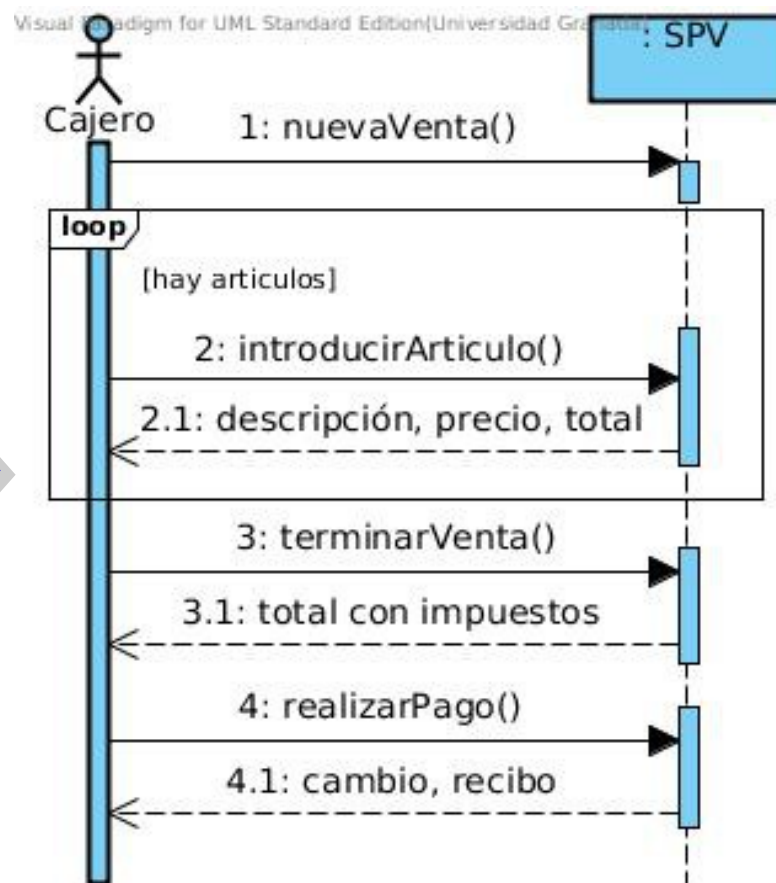 Visual Paradigm for UML Standard Edition(Universidad Granada)
: SPV
Cajero
1: nuevaVenta()
loop
[hay articulos]
2: introducirArticulo()
2.1: descripción, precio, total
3: terminarVenta()
3.1: total con impuestos
4: realizarPago()
4.1: cambio, recibo